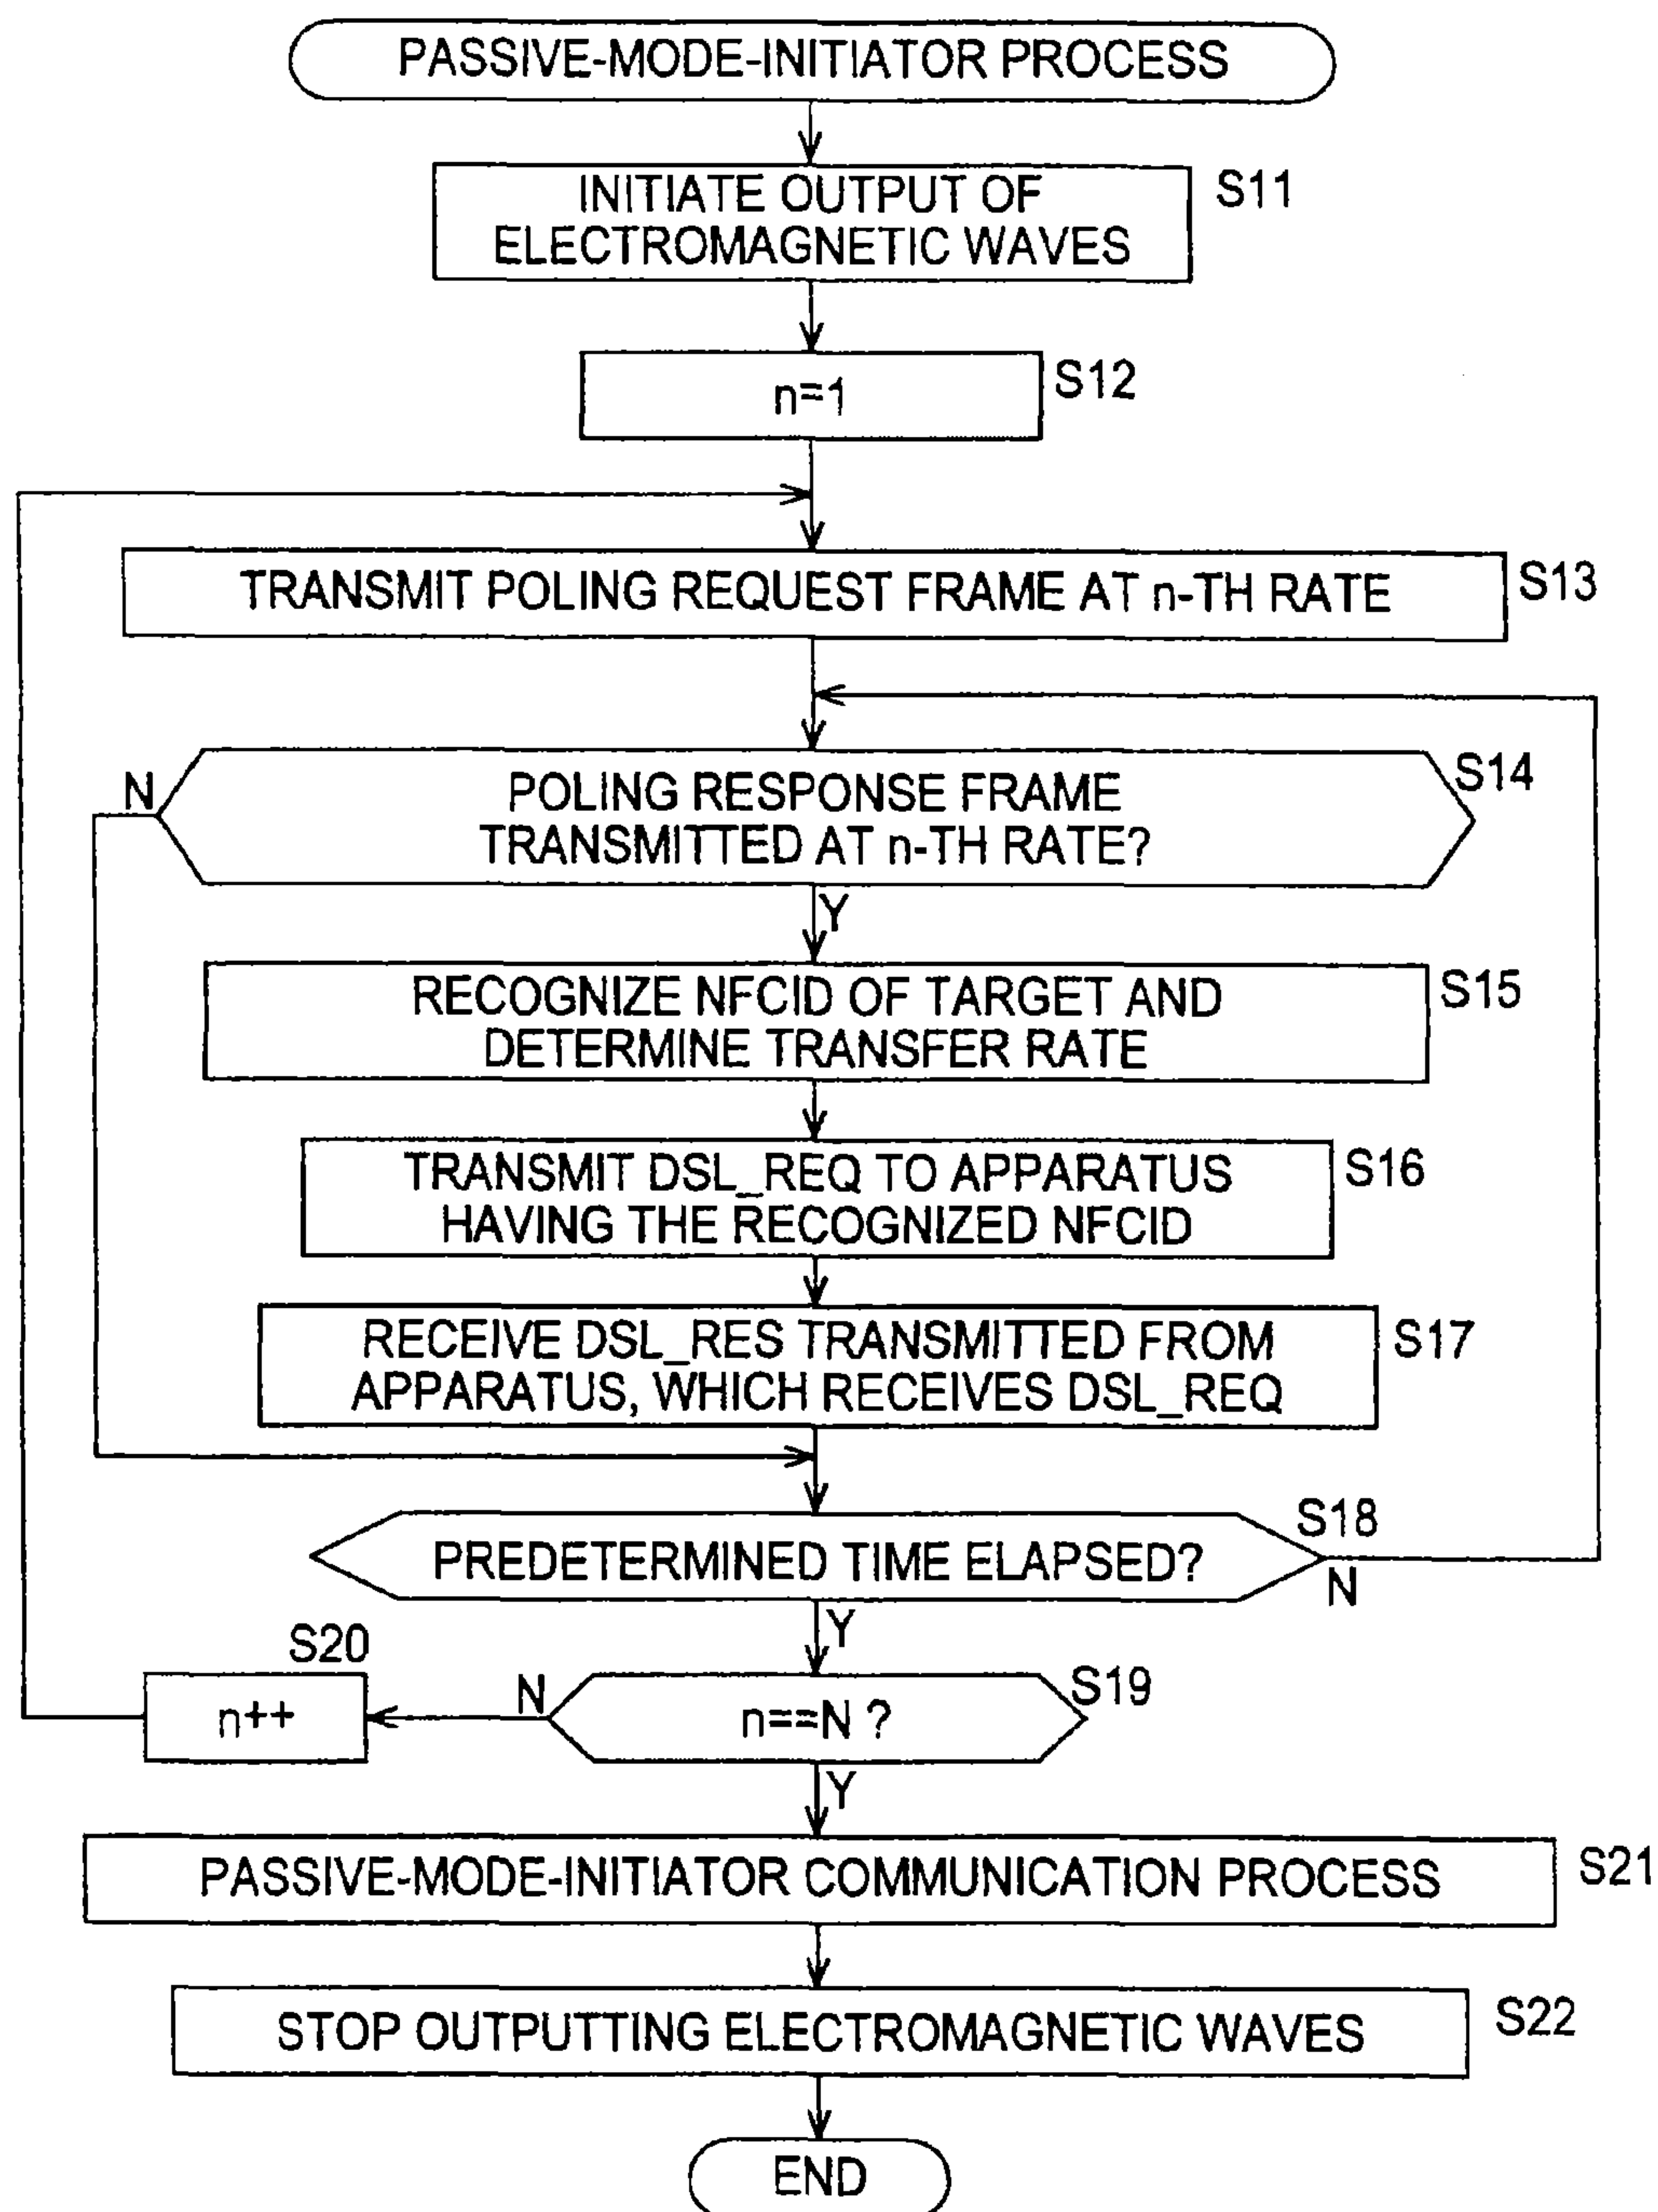 PASSIVE-MODE-INITIATOR PROCESS
INITIATE OUTPUT OF
ELECTROMAGNETIC WAVES
S11
n=1
S12
TRANSMIT POLING REQUEST FRAME AT n-TH RATE
S13
N
POLING RESPONSE FRAME
TRANSMITTED AT n-TH RATE?
S14
Y
RECOGNIZE NFCID OF TARGET AND
DETERMINE TRANSFER RATE
S15
TRANSMIT DSL_REQ TO APPARATUS
HAVING THE RECOGNIZED NFCID
S16
RECEIVE DSL_RES TRANSMITTED FROM
APPARATUS, WHICH RECEIVES DSL_REQ
S17
PREDETERMINED TIME ELAPSED?
S18
N
Y
S20
n++
N
n==N ?
S19
Y
PASSIVE-MODE-INITIATOR COMMUNICATION PROCESS
S21
STOP OUTPUTTING ELECTROMAGNETIC WAVES
S22
END